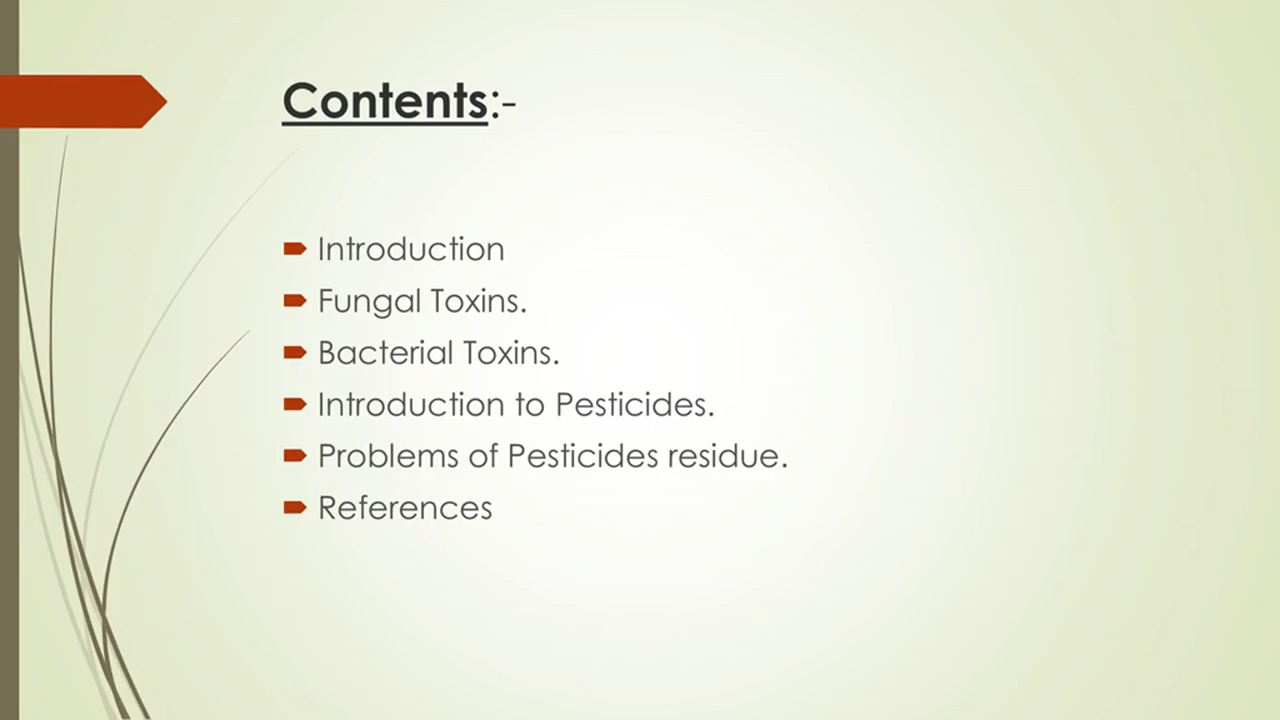 Contents:-
Introduction
Fungal Toxins.
Bacterial Toxins.
Introduction to Pesticides.
Problems of Pesticides residue.
References